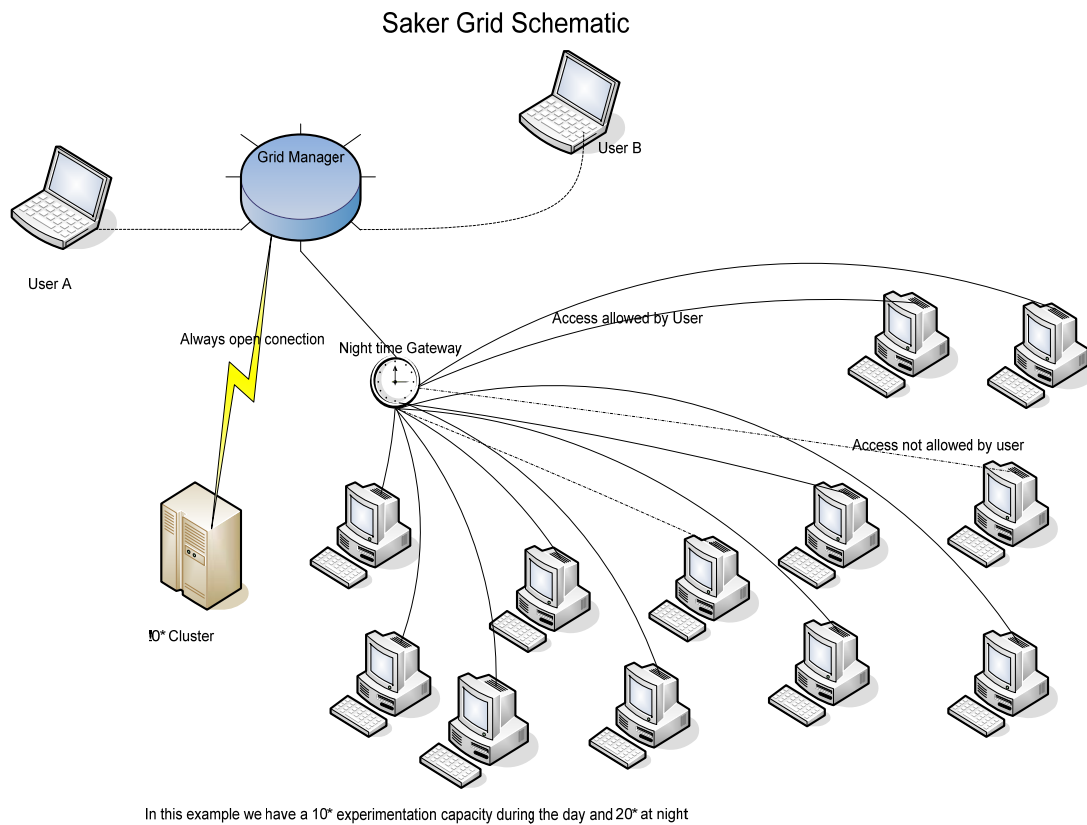 Saker Grid Schematic
Grid Manager
User B
User A
Access allowed by User
Always open conection
Night time Gateway
Access not allowed by user
!0* Cluster
In this example we have a 10* experimentation capacity during the day and 20* at night